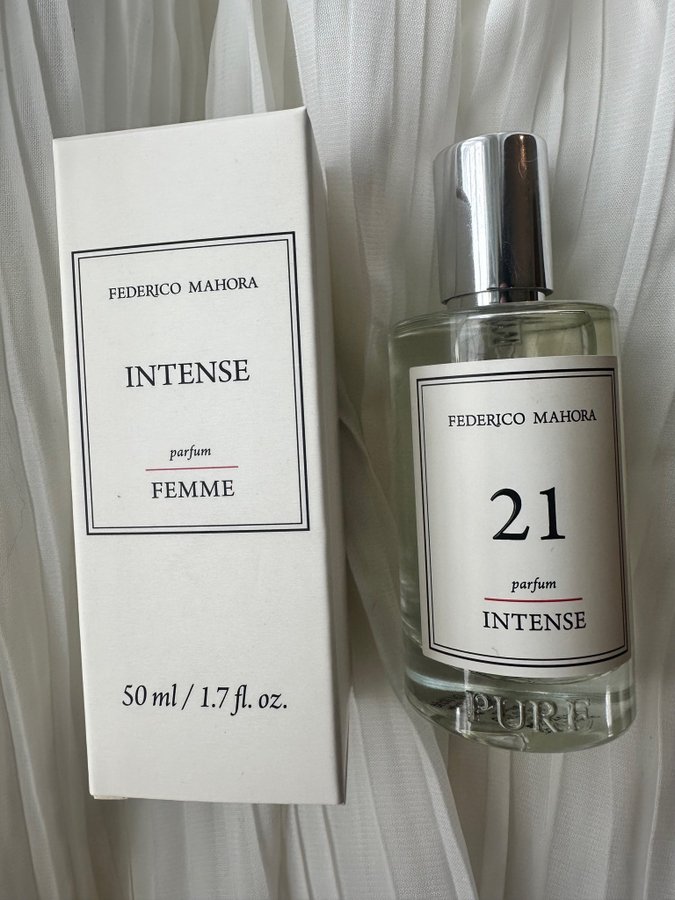 FEDERICO MAHORA
INTENSE
parfum
FEMME
50 ml / 1.7 fl. oz.
FEDERICO MAHORA
21
parfum
INTENSE
PURE